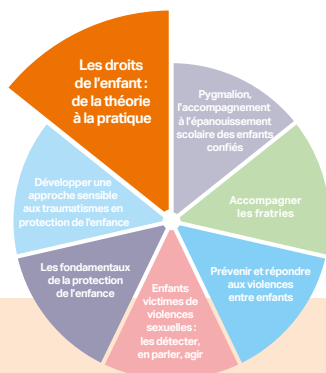 Les droits
de l'enfant :
de la théorie
à la pratique
Pygmalion,
l'accompagnement
à l'épanouissement
scolaire des enfants
confiés
Accompagner
les fratries
Prévenir et répondre
aux violences
entre enfants
Enfants
victimes de
violences
sexuelles :
les détecter,
en parler, agir
Les fondamentaux
de la protection
de l'enfance
Développer une
approche sensible
aux traumatismes en
protection de l'enfance